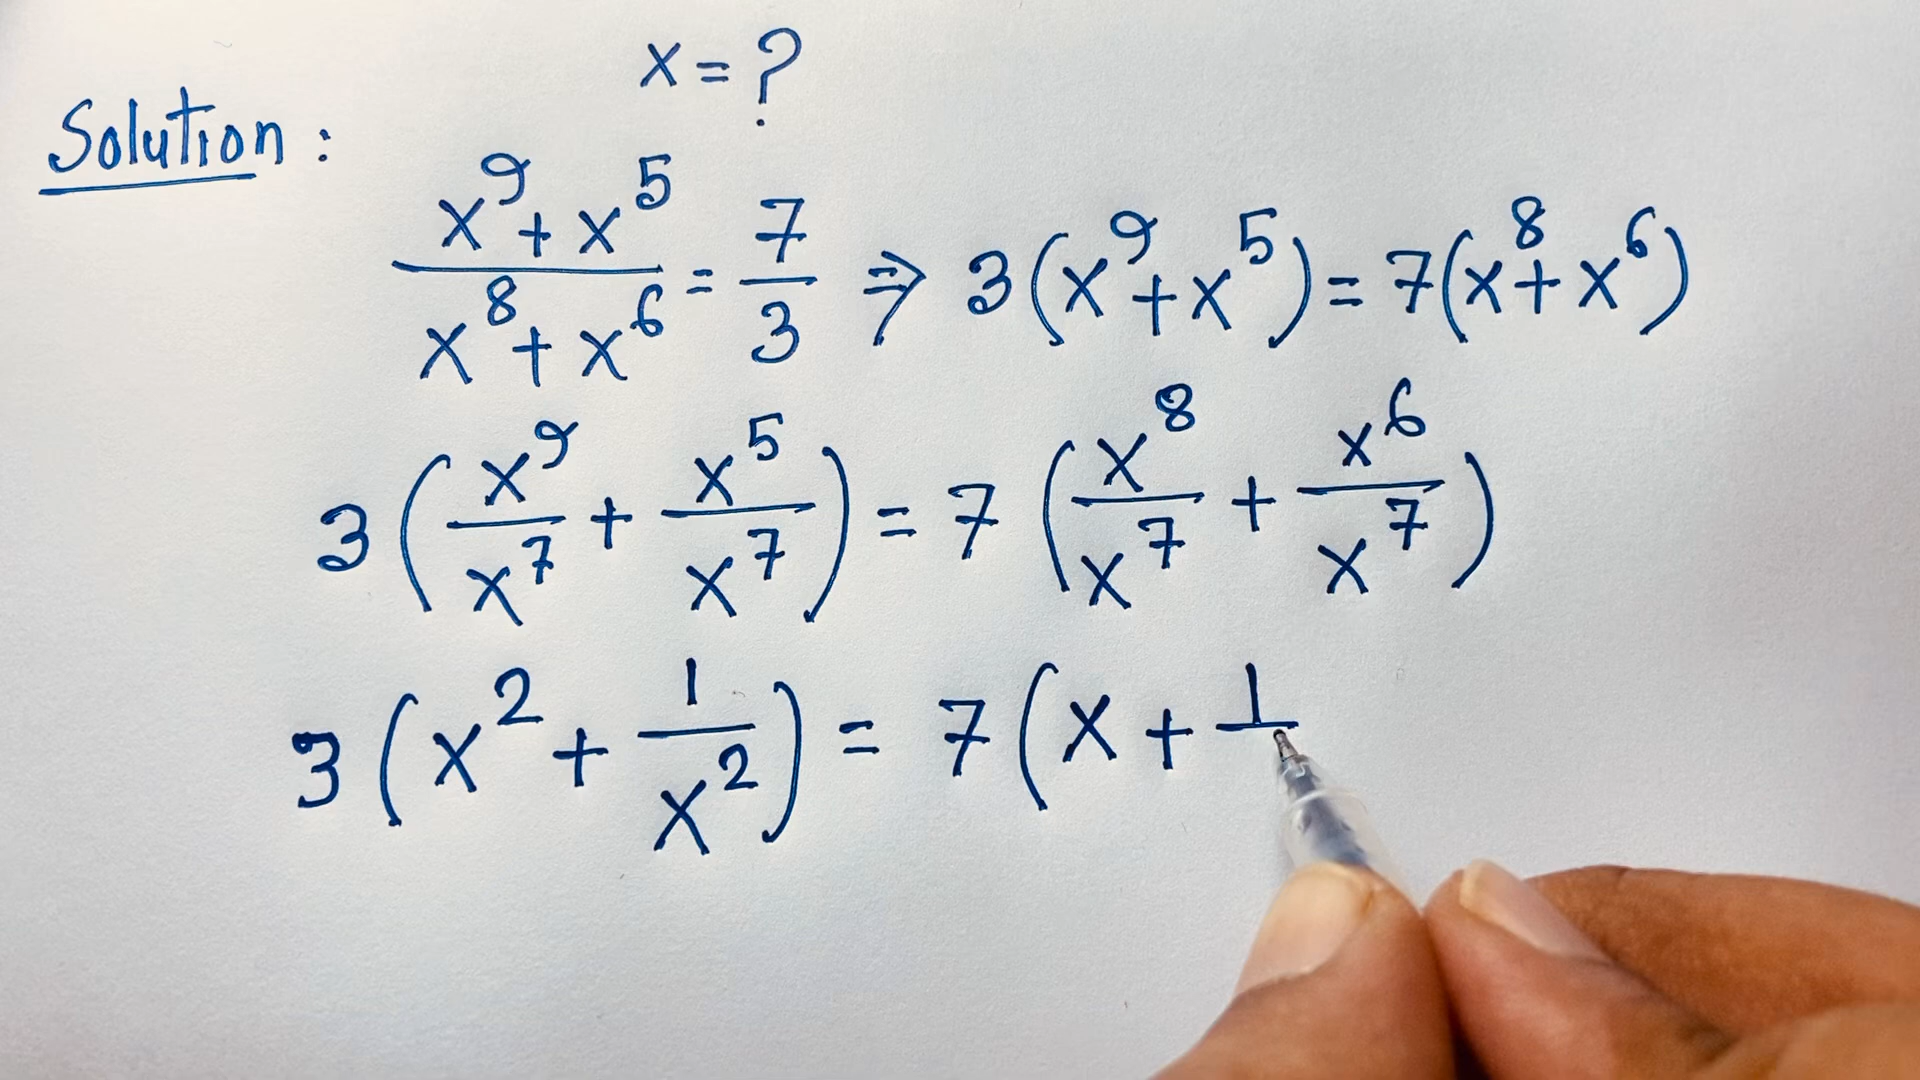 x = ?
Solution :
(x^9 + x^5)/(x^8 + x^6) = 7/3 ⇒ 3(x^9 + x^5) = 7(x^8 + x^6)
3(x^9/x^7 + x^5/x^7) = 7(x^8/x^7 + x^6/x^7)
3(x^2 + 1/x^2) = 7(x + 1/